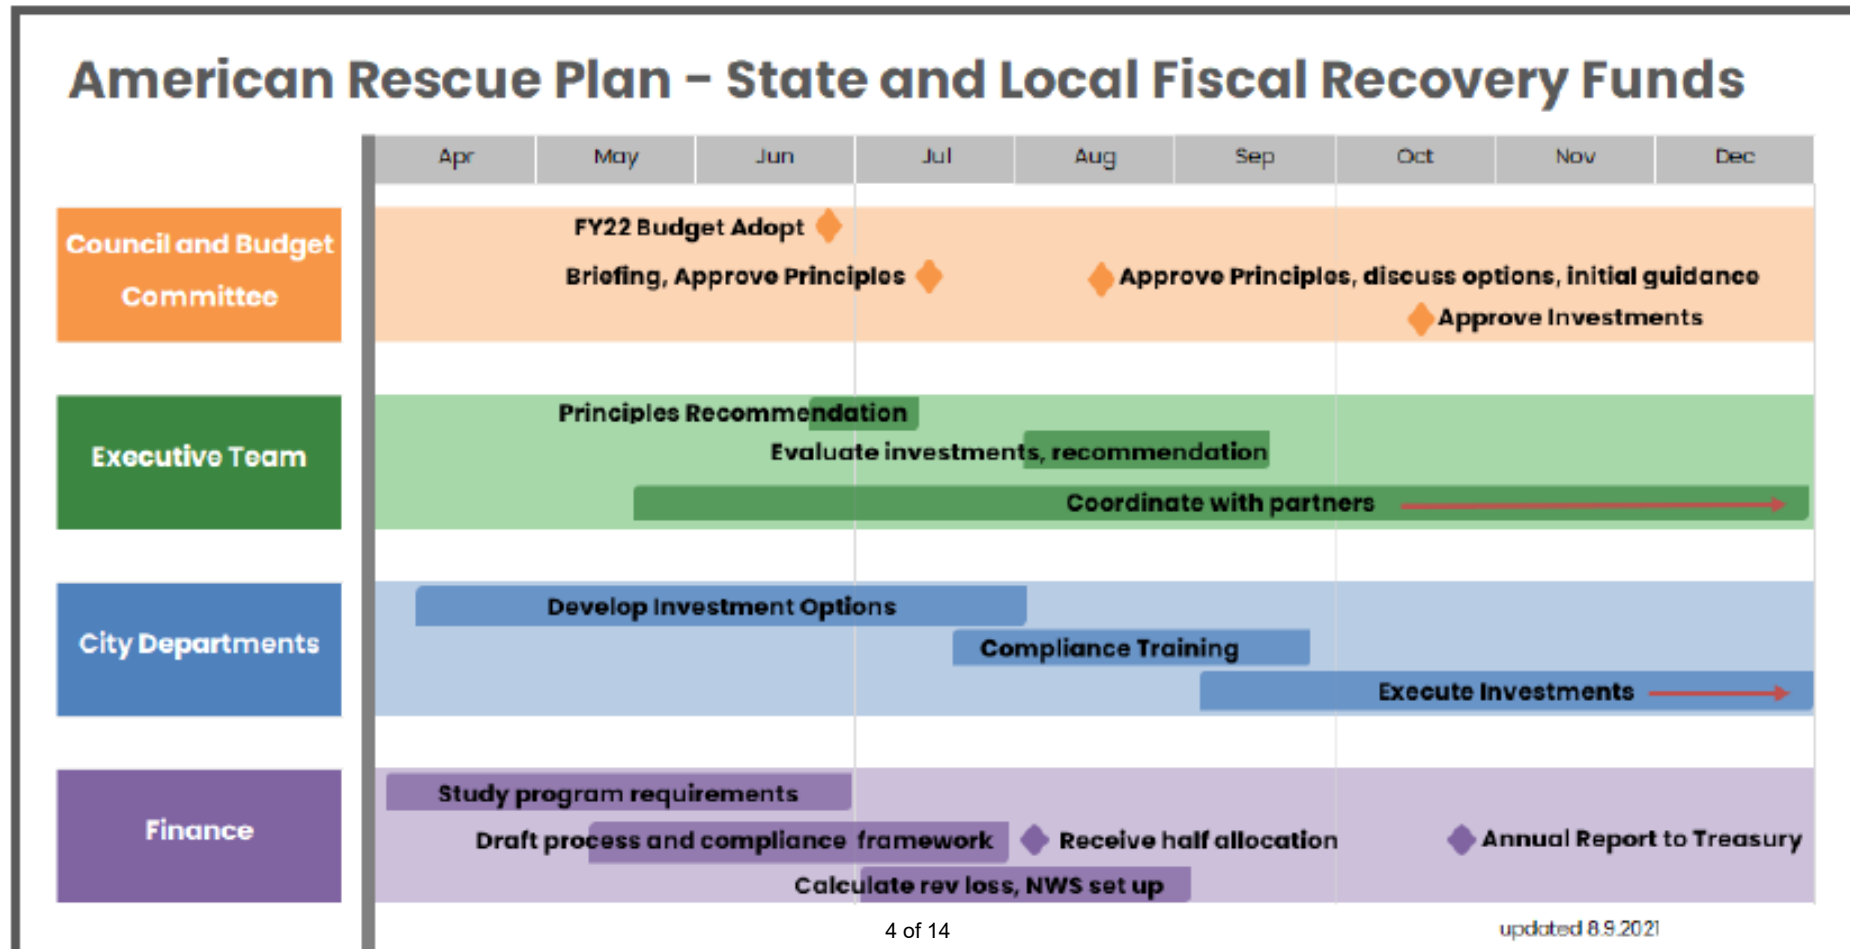 American Rescue Plan - State and Local Fiscal Recovery Funds
Apr May Jun Jul Aug Sep Oct Nov Dec
Council and Budget
Committee
FY22 Budget Adopt
Briefing, Approve Principles
Approve Principles, discuss options, initial guidance
Approve Investments
Executive Team
Principles Recommendation
Evaluate investments, recommendation
Coordinate with partners
City Departments
Develop Investment Options
Compliance Training
Execute Investments
Finance
Study program requirements
Draft process and compliance framework
Receive half allocation
Annual Report to Treasury
Calculate rev loss, NWS set up
4 of 14
updated 8.9.2021